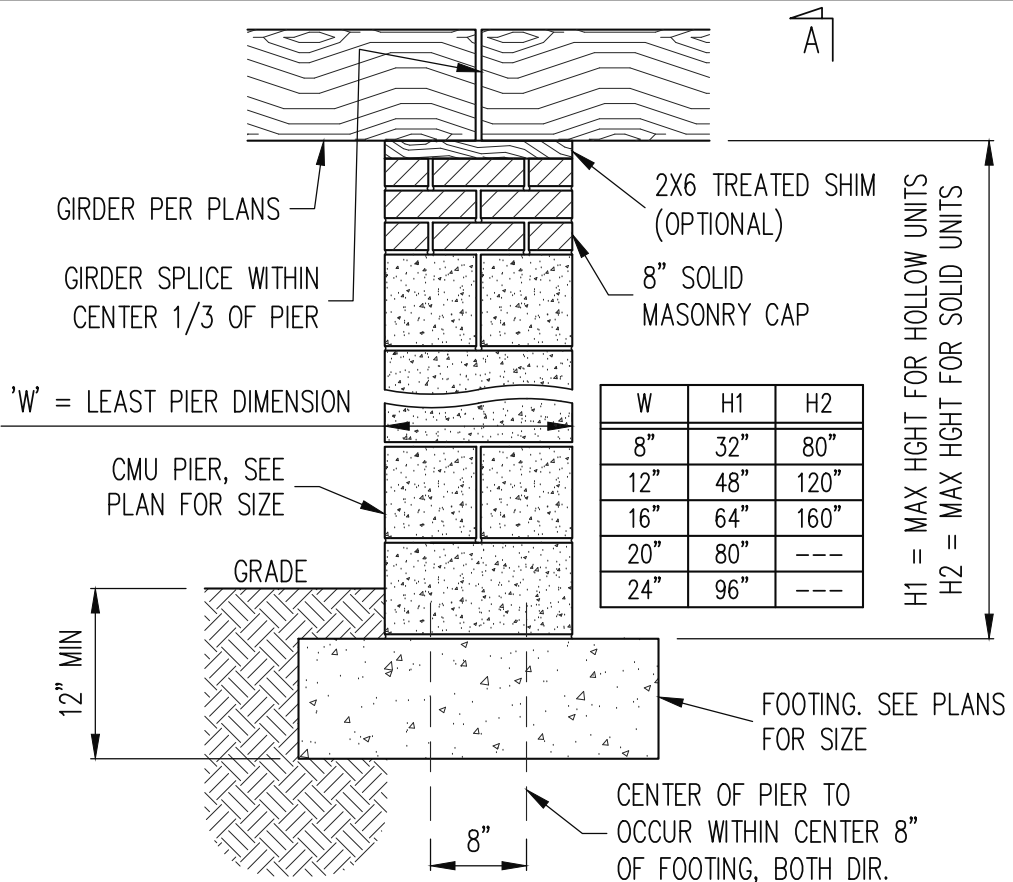 A
GIRDER PER PLANS
2X6 TREATED SHIM
(OPTIONAL)
GIRDER SPLICE WITHIN
CENTER 1/3 OF PIER
8” SOLID
MASONRY CAP
'W' = LEAST PIER DIMENSION
W H1 H2
8” 32” 80”
12” 48” 120”
16” 64” 160”
20” 80” ---
24” 96” ---
H1 = MAX HGHT FOR HOLLOW UNITS
H2 = MAX HGHT FOR SOLID UNITS
CMU PIER, SEE
PLAN FOR SIZE
GRADE
12” MIN
FOOTING. SEE PLANS
FOR SIZE
8”
CENTER OF PIER TO
OCCUR WITHIN CENTER 8”
OF FOOTING, BOTH DIR.